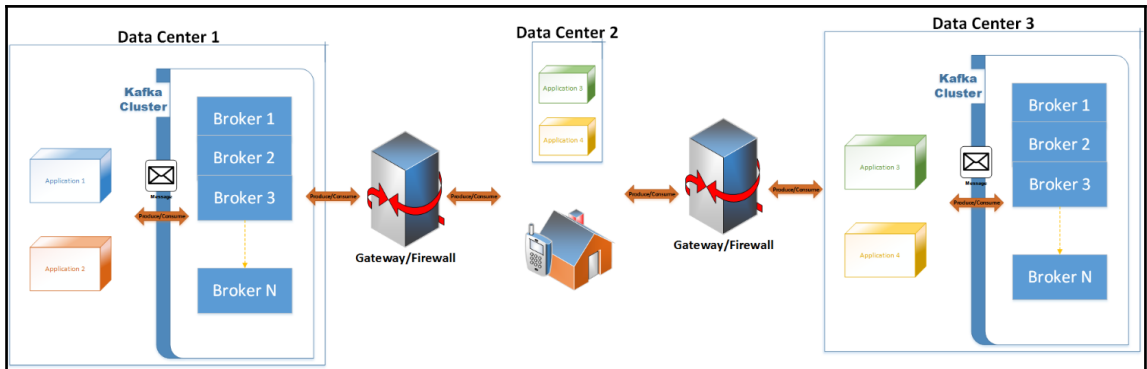 Data Center 1
Kafka
Cluster
Broker 1
Broker 2
Broker 3
Broker N
Application 1
Application 2
Message
Produce/Consume
Produce/Consume
Gateway/Firewall
Produce/Consume
Data Center 2
Application 3
Application 4
Produce/Consume
Gateway/Firewall
Produce/Consume
Data Center 3
Application 3
Application 4
Kafka
Cluster
Message
Produce/Consume
Broker 1
Broker 2
Broker 3
Broker N